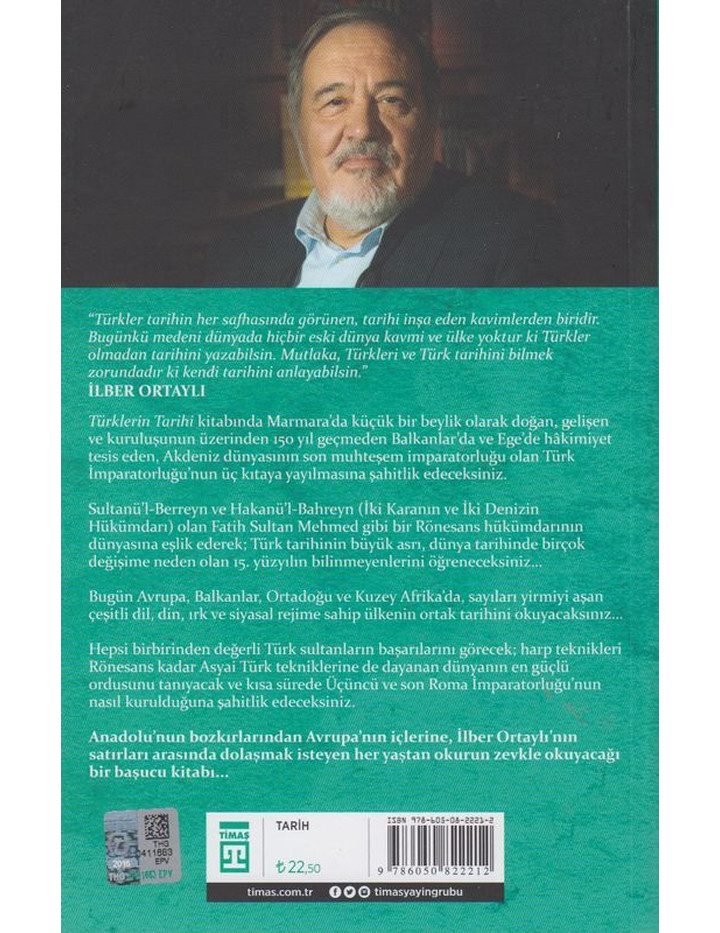 “Türkler tarihin her safhasında görünen, tarihi inşa eden kavimlerden biridir.
Bugünkü medeni dünyada hiçbir eski dünya kavmi ve ülke yoktur ki Türkler
olmadan tarihini yazabilsin. Mutlaka, Türkleri ve Türk tarihini bilmek
zorundadır ki kendi tarihini anlayabilsin.”
İLBER ORTAYLI
Türklerin Tarihi kitabında Marmara’da küçük bir beylik olarak doğan, gelişen
ve kuruluşunun üzerinden 150 yıl geçmeden Balkanlar’da ve Ege’de hâkimiyet
tesis eden, Akdeniz dünyasının son muhteşem imparatorluğu olan Türk
İmparatorluğu’nun üç kıtaya yayılmasına şahitlik edeceksiniz.
Sultanü’l-Berreyn ve Hakanü’l-Bahreyn (İki Karanın ve İki Denizin
Hükümdarı) olan Fatih Sultan Mehmed gibi bir Rönesans hükümdarının
dünyasına eşlik ederek; Türk tarihinin büyük asrı, dünya tarihinde birçok
değişime neden olan 15. yüzyılın bilinmeyenlerini öğreneceksiniz...
Bugün Avrupa, Balkanlar, Ortadoğu ve Kuzey Afrika’da, sayıları yirmiyi aşan
çeşitli dil, din, ırk ve siyasal rejime sahip ülkenin ortak tarihini okuyacaksınız...
Hepsi birbirinden değerli Türk sultanların başarılarını görecek; harp teknikleri
Rönesans kadar Asyai Türk tekniklerine de dayanan dünyanın en güçlü
ordusunu tanıyacak ve kısa sürede Üçüncü ve son Roma İmparatorluğu’nun
nasıl kurulduğuna şahitlik edeceksiniz.
Anadolu’nun bozkırlarından Avrupa’nın içlerine, İlber Ortaylı’nın
satırları arasında dolaşmak isteyen her yaştan okurun zevkle okuyacağı
bir başucu kitabı...
THG
0411663
EPV
2016
TİMAŞ
TARİH
₺ 22,50
ISBN 978-605-08-2221-2
9 786050 822212
timas.com.tr
timasyayingrubu